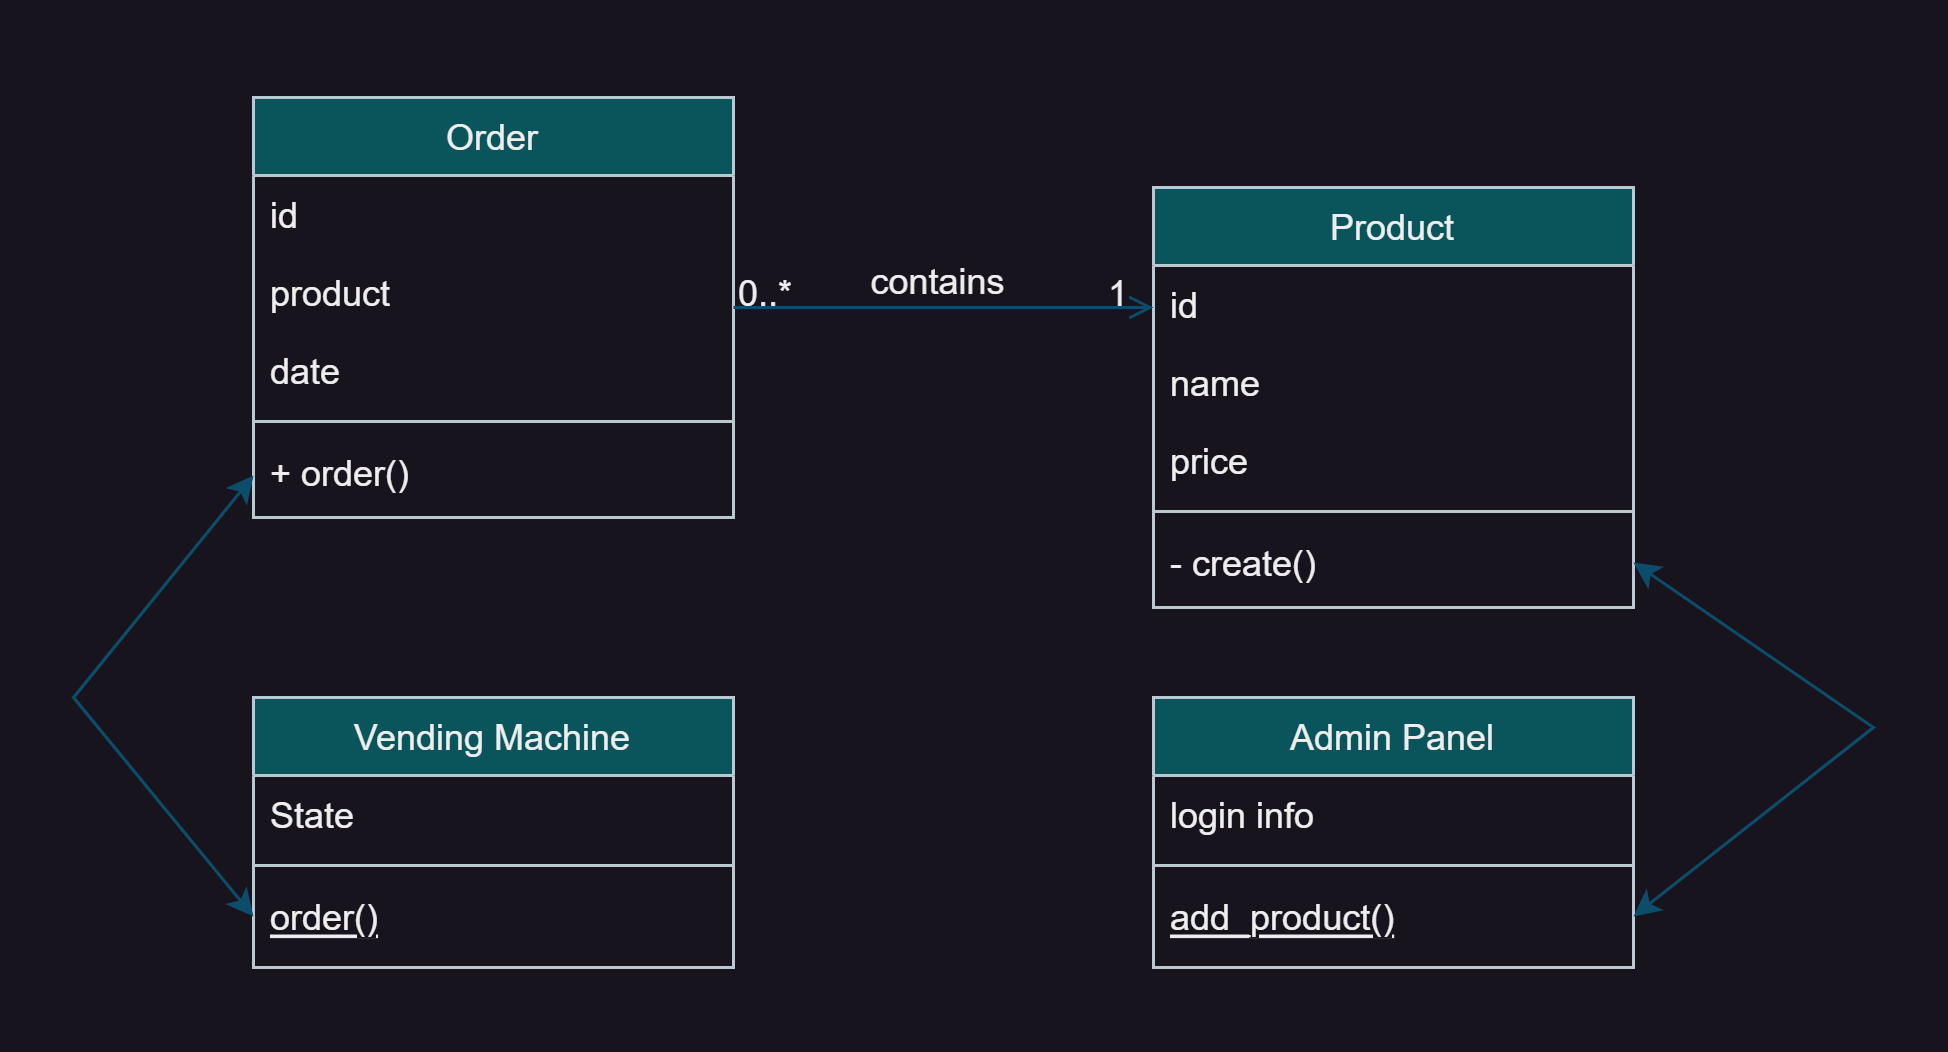 Order
id
product
date
+ order()
0..*
contains
1
Product
id
name
price
- create()
Vending Machine
State
order()
Admin Panel
login info
add_product()